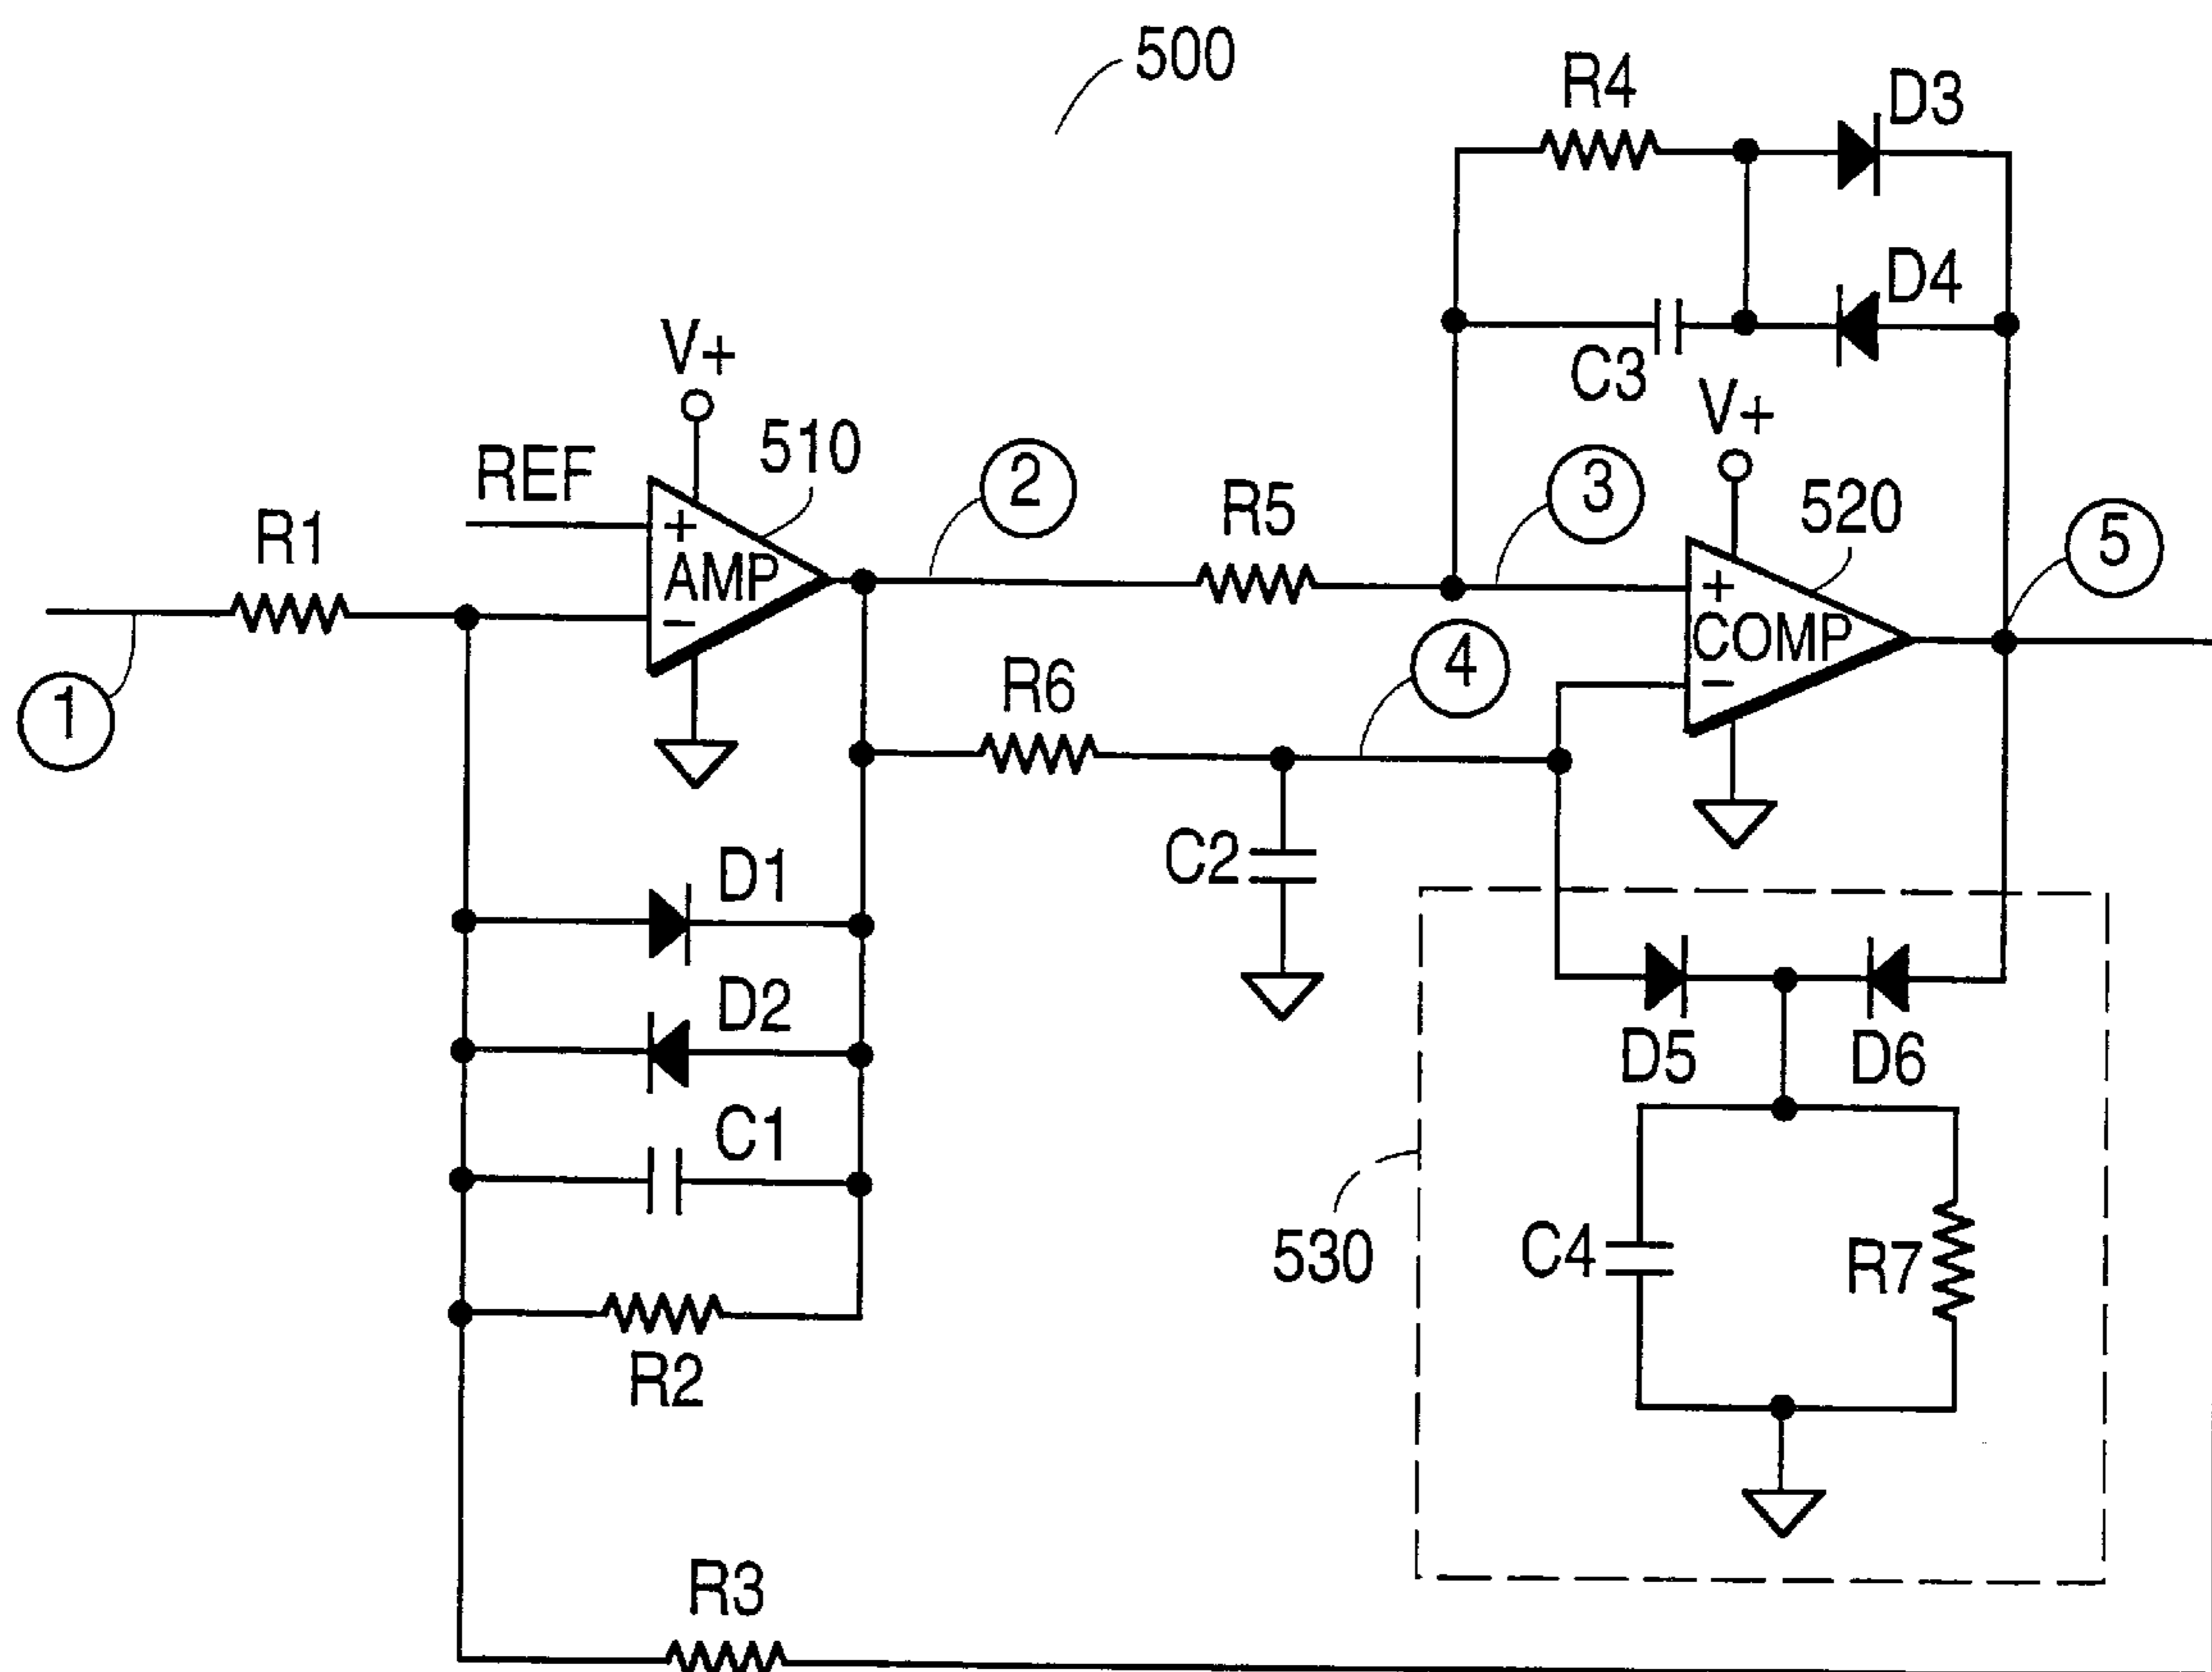 500
R4
D3
D4
V+
C3
V+
REF
510
2
R5
3
520
5
R1
+
AMP
-
+
COMP
-
1
R6
4
C2
D1
D2
D5
D6
C1
530
C4
R7
R2
R3